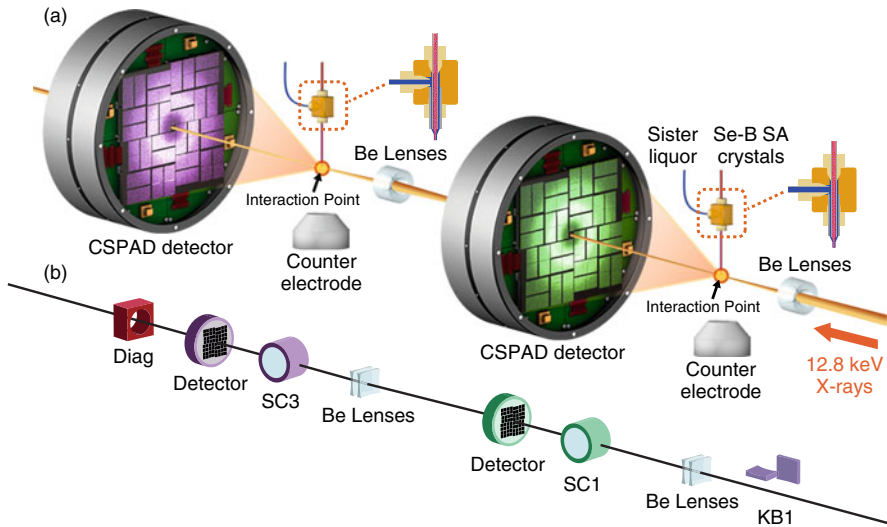 (a)
Be Lenses
Interaction Point
CSPAD detector
Counter
electrode
Sister
liquor
Se-B SA
crystals
Be Lenses
Interaction Point
CSPAD detector
Counter
electrode
12.8 keV
X-rays
(b)
Diag
Detector
SC3
Be Lenses
Detector
SC1
Be Lenses
KB1